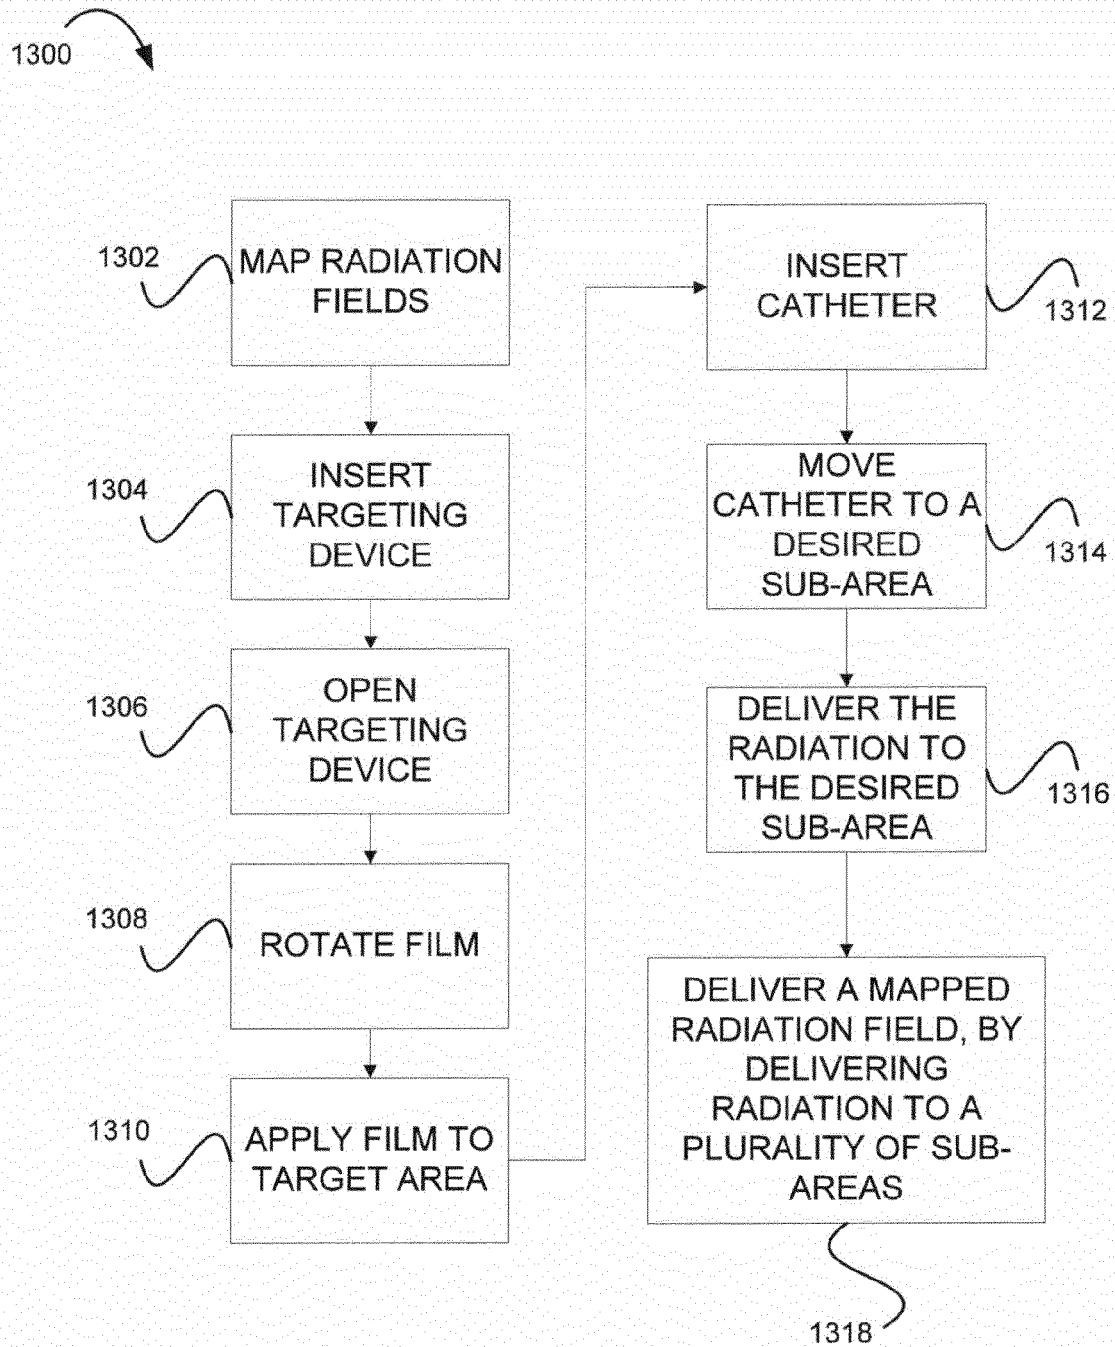 1300
1302
MAP RADIATION
FIELDS
1304
INSERT
TARGETING
DEVICE
1306
OPEN
TARGETING
DEVICE
1308
ROTATE FILM
1310
APPLY FILM TO
TARGET AREA
INSERT
CATHETER
1312
MOVE
CATHETER TO A
DESIRED
SUB-AREA
1314
DELIVER THE
RADIATION TO
THE DESIRED
SUB-AREA
1316
DELIVER A MAPPED
RADIATION FIELD, BY
DELIVERING
RADIATION TO A
PLURALITY OF SUB-
AREAS
1318